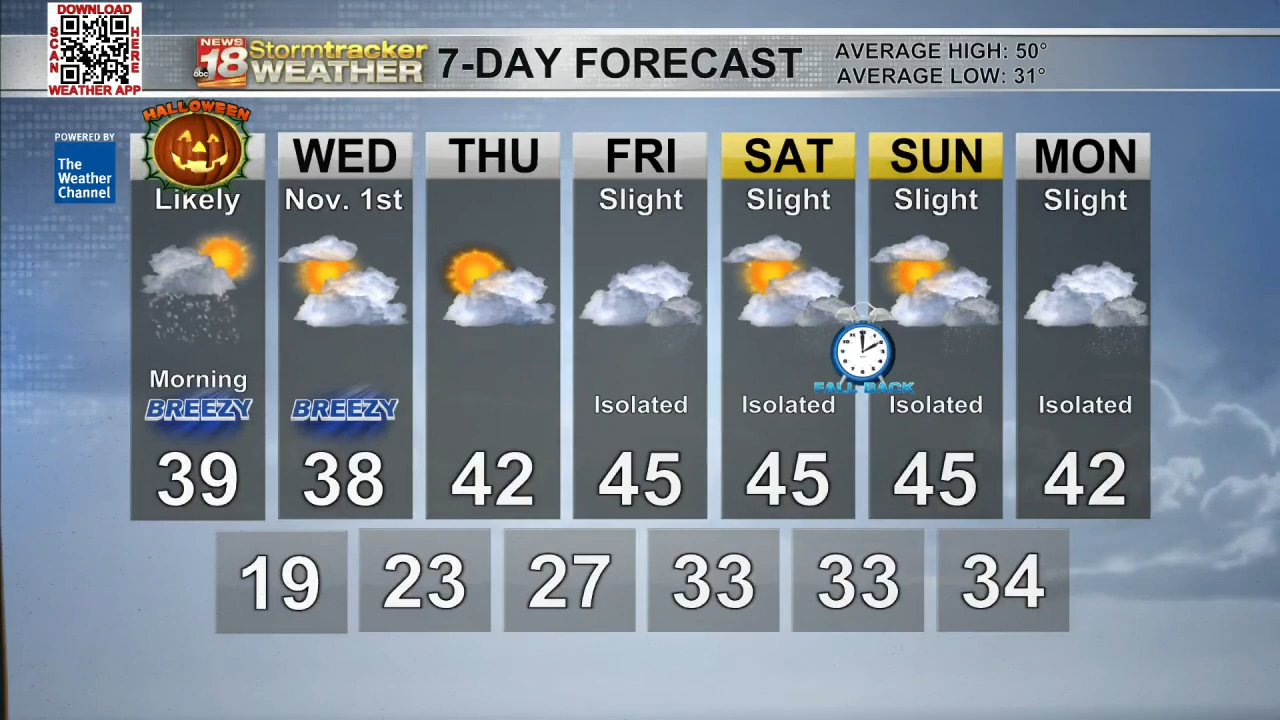 DOWNLOAD
SCAN
HERE
WEATHER APP
NEWS
abc 18
Stormtracker
WEATHER
7-DAY FORECAST
AVERAGE HIGH: 50°
AVERAGE LOW: 31°
POWERED BY
The
Weather
Channel
HALLOWEEN
Likely
Morning
BREEZY
39
WED
Nov. 1st
BREEZY
38
THU
42
FRI
Slight
Isolated
45
SAT
Slight
Isolated
45
FALL BACK
SUN
Slight
Isolated
45
MON
Slight
Isolated
42
19 23 27 33 33 34